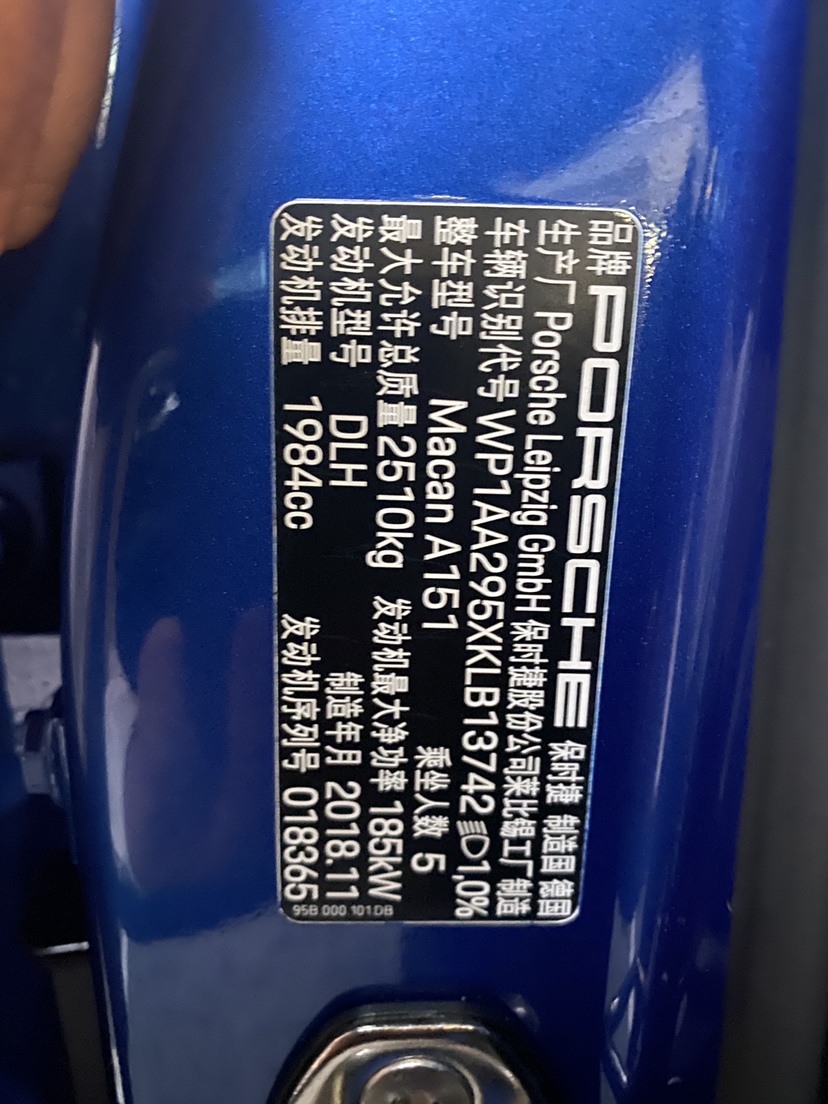 品牌 PORSCHE 保时捷 制造国 德国
生产厂 Porsche Leipzig GmbH 保时捷股份公司莱比锡工厂 制造
车辆识别代号 WP1AA295XKLB13742 1,0%
整车型号 Macan A151 乘坐人数 5
最大允许总质量 2510kg 发动机最大净功率 185kW
发动机型号 DLH 制造年月 2018.11
发动机排量 1984cc 发动机序列号 018365
95B.000.101.DB